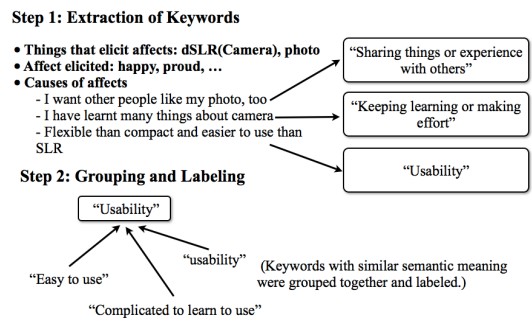 Step 1: Extraction of Keywords
• Things that elicit affects: dSLR(Camera), photo
• Affect elicited: happy, proud, …
• Causes of affects
- I want other people like my photo, too
- I have learnt many things about camera
- Flexible than compact and easier to use than
SLR
“Sharing things or experience
with others”
“Keeping learning or making
effort”
“Usability”
Step 2: Grouping and Labeling
“Usability”
“Easy to use”
“usability”
“Complicated to learn to use”
(Keywords with similar semantic meaning
were grouped together and labeled.)